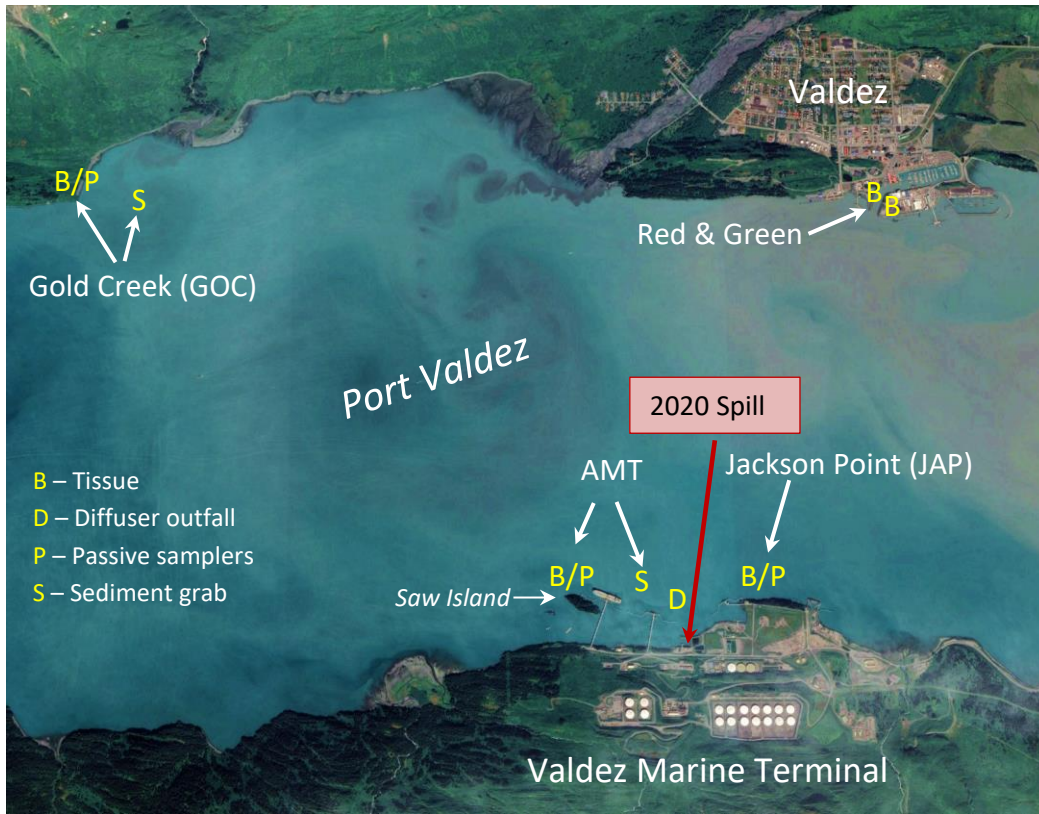 Valdez
B/P
S
B
B
Red & Green
Gold Creek (GOC)
Port Valdez
2020 Spill
AMT
Jackson Point (JAP)
B – Tissue
D – Diffuser outfall
P – Passive samplers
S – Sediment grab
B/P
S
D
B/P
Saw Island
Valdez Marine Terminal